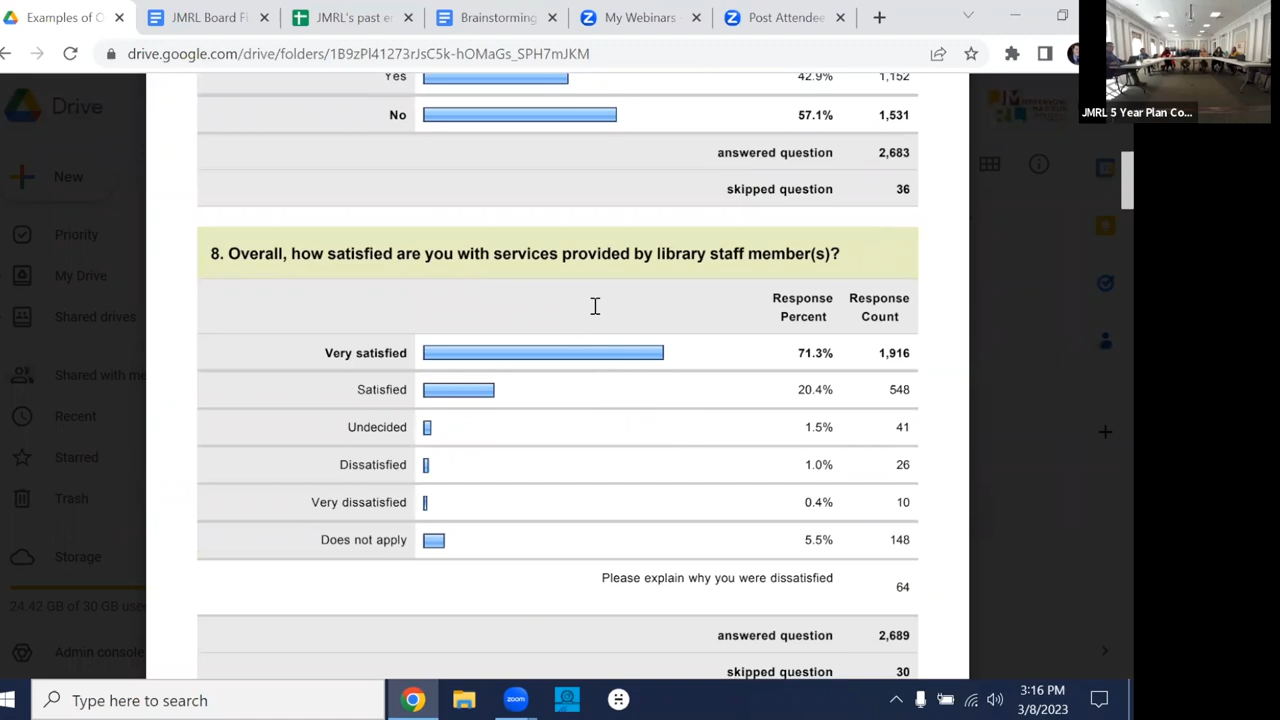 Examples of O
JMRL Board Fi
JMRL's past e
Brainstorming
My Webinars
Post Attendee
drive.google.com/drive/folders/1B9zPl41273rJsC5k-hOMaGs_SPH7mJKM
JMRL 5 Year Plan Co...
Drive
New
Priority
My Drive
Shared drives
Shared with me
Recent
Starred
Trash
Storage
24.42 GB of 30 GB used
Admin console
Yes 42.9% 1,152
No 57.1% 1,531
answered question 2,683
skipped question 36
8. Overall, how satisfied are you with services provided by library staff member(s)?
Response Percent
Response Count
Very satisfied 71.3% 1,916
Satisfied 20.4% 548
Undecided 1.5% 41
Dissatisfied 1.0% 26
Very dissatisfied 0.4% 10
Does not apply 5.5% 148
Please explain why you were dissatisfied 64
answered question 2,689
skipped question 30
Type here to search
zoom
3:16 PM
3/8/2023